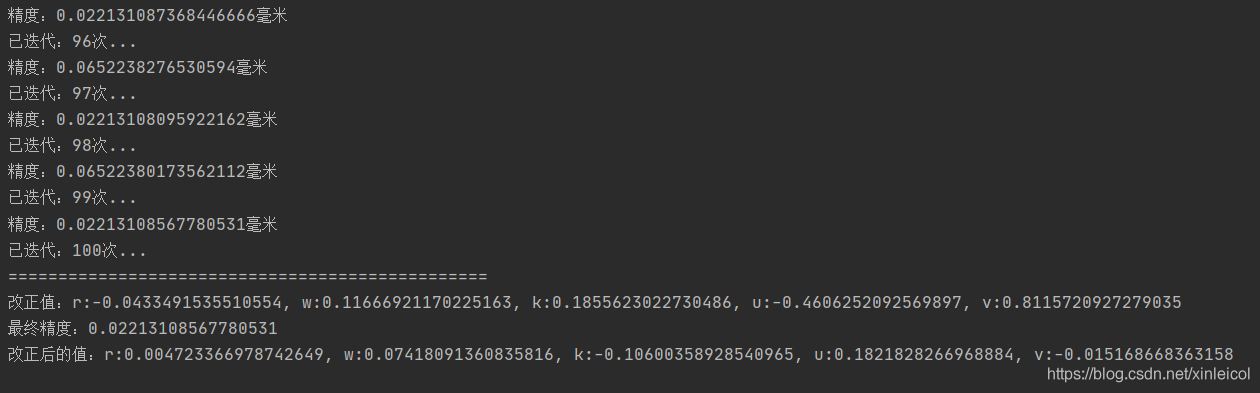 精度：0.022131087368446666毫米
已迭代：96次...
精度：0.0652238276530594毫米
已迭代：97次...
精度：0.02213108095922162毫米
已迭代：98次...
精度：0.06522380173562112毫米
已迭代：99次...
精度：0.02213108567780531毫米
已迭代：100次...
================================================
改正值：r:-0.0433491535510554, w:0.11666921170225163, k:0.1855623022730486, u:-0.4606252092569897, v:0.8115720927279035
最终精度：0.02213108567780531
改正后的值：r:0.004723366978742649, w:0.07418091360835816, k:-0.10600358928540965, u:0.1821828266968884, v:-0.015168668363158
https://blog.csdn.net/xinleicol